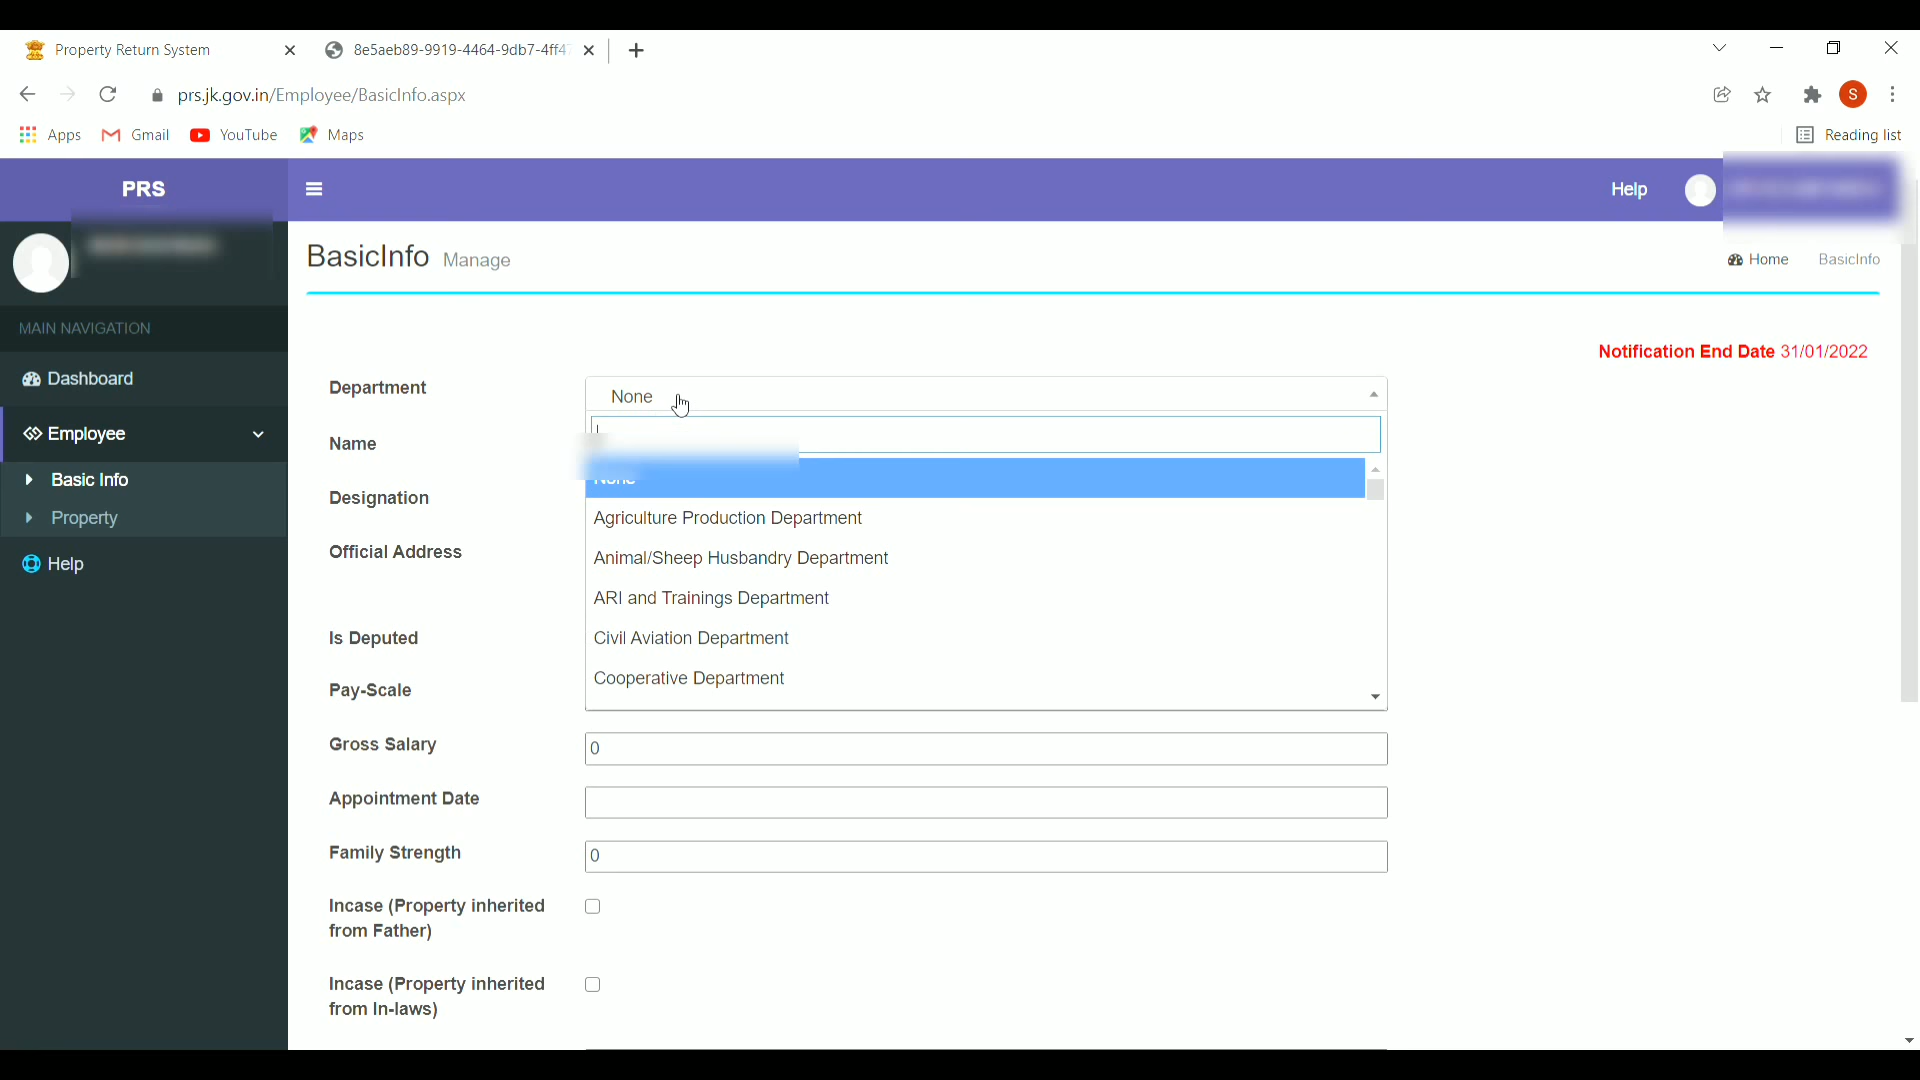 Property Return System
8e5aeb89-9919-4464-9db7-4ff4
prs.jk.gov.in/Employee/BasicInfo.aspx
S
Apps
Gmail
YouTube
Maps
Reading list
PRS
Help
BasicInfo Manage
Home
BasicInfo
MAIN NAVIGATION
Dashboard
Employee
Basic Info
Property
Help
Notification End Date 31/01/2022
Department
None
None
Agriculture Production Department
Animal/Sheep Husbandry Department
ARI and Trainings Department
Civil Aviation Department
Cooperative Department
Name
Designation
Official Address
Is Deputed
Pay-Scale
Gross Salary
0
Appointment Date
Family Strength
0
Incase (Property inherited
from Father)
Incase (Property inherited
from In-laws)